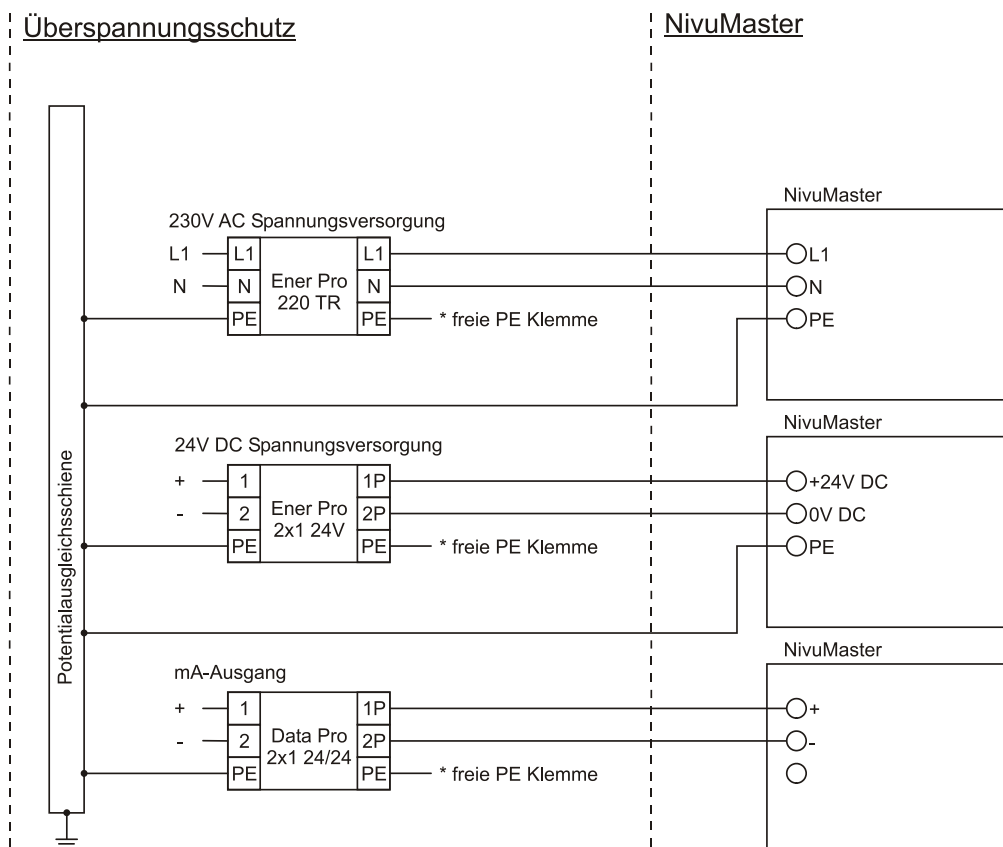 Überspannungsschutz
NivuMaster
Potentialausgleichsschiene
230V AC Spannungsversorgung
L1 L1 Ener Pro L1
N N 220 TR N
PE PE * freie PE Klemme
NivuMaster
L1
N
PE
24V DC Spannungsversorgung
+ 1 Ener Pro 1P
- 2 2x1 24V 2P
PE PE * freie PE Klemme
NivuMaster
+24V DC
0V DC
PE
mA-Ausgang
+ 1 Data Pro 1P
- 2 2x1 24/24 2P
PE PE * freie PE Klemme
NivuMaster
+
-